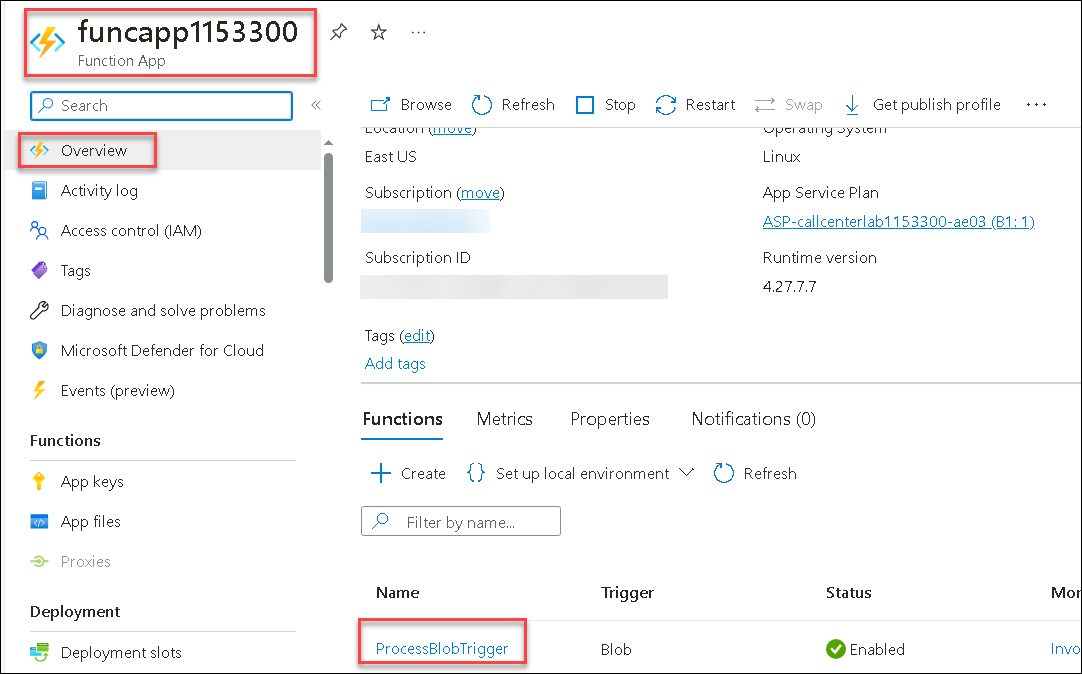 funcapp1153300
Function App
Search
Browse Refresh Stop Restart Swap Get publish profile
Overview
Activity log
Access control (IAM)
Tags
Diagnose and solve problems
Microsoft Defender for Cloud
Events (preview)
Functions
App keys
App files
Proxies
Deployment
Deployment slots
Location (move)
East US
Subscription (move)
Subscription ID
Tags (edit)
Add tags
Operating System
Linux
App Service Plan
ASP-callcenterlab1153300-ae03 (B1: 1)
Runtime version
4.27.7.7
Functions Metrics Properties Notifications (0)
Create Set up local environment Refresh
Filter by name...
Name Trigger Status Mor
ProcessBlobTrigger Blob Enabled Invo